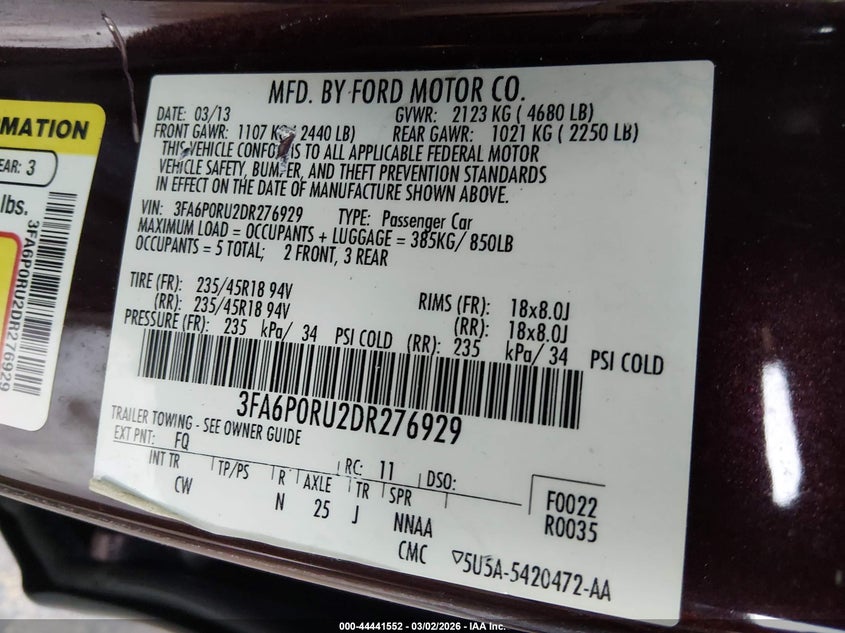 MFD. BY FORD MOTOR CO.
DATE: 03/13 GVWR: 2123 KG ( 4680 LB)
FRONT GAWR: 1107 KG ( 2440 LB) REAR GAWR: 1021 KG ( 2250 LB)
THIS VEHICLE CONFO IS TO ALL APPLICABLE FEDERAL MOTOR
VEHICLE SAFETY, BUMPER, AND THEFT PREVENTION STANDARDS
IN EFFECT ON THE DATE OF MANUFACTURE SHOWN ABOVE.
VIN: 3FA6P0RU2DR276929 TYPE: Passenger Car
MAXIMUM LOAD = OCCUPANTS + LUGGAGE = 385KG/ 850LB
OCCUPANTS = 5 TOTAL; 2 FRONT, 3 REAR
TIRE (FR): 235/45R18 94V RIMS (FR): 18x8.0J
(RR): 235/45R18 94V (RR): 18x8.0J
PRESSURE (FR): 235 kPa/ 34 PSI COLD (RR): 235 kPa/ 34 PSI COLD
3FA6P0RU2DR276929
TRAILER TOWING - SEE OWNER GUIDE
EXT PNT: FQ RC: 11 DSO:
INT TR TP/PS R AXLE TR SPR F0022
CW N 25 J NNAA R0035
CMC ▽5U5A-5420472-AA
MATION
EAR: 3
lbs.
3FA6P0RU2DR276929
000-44441552 — 03/02/2026 - IAA Inc.